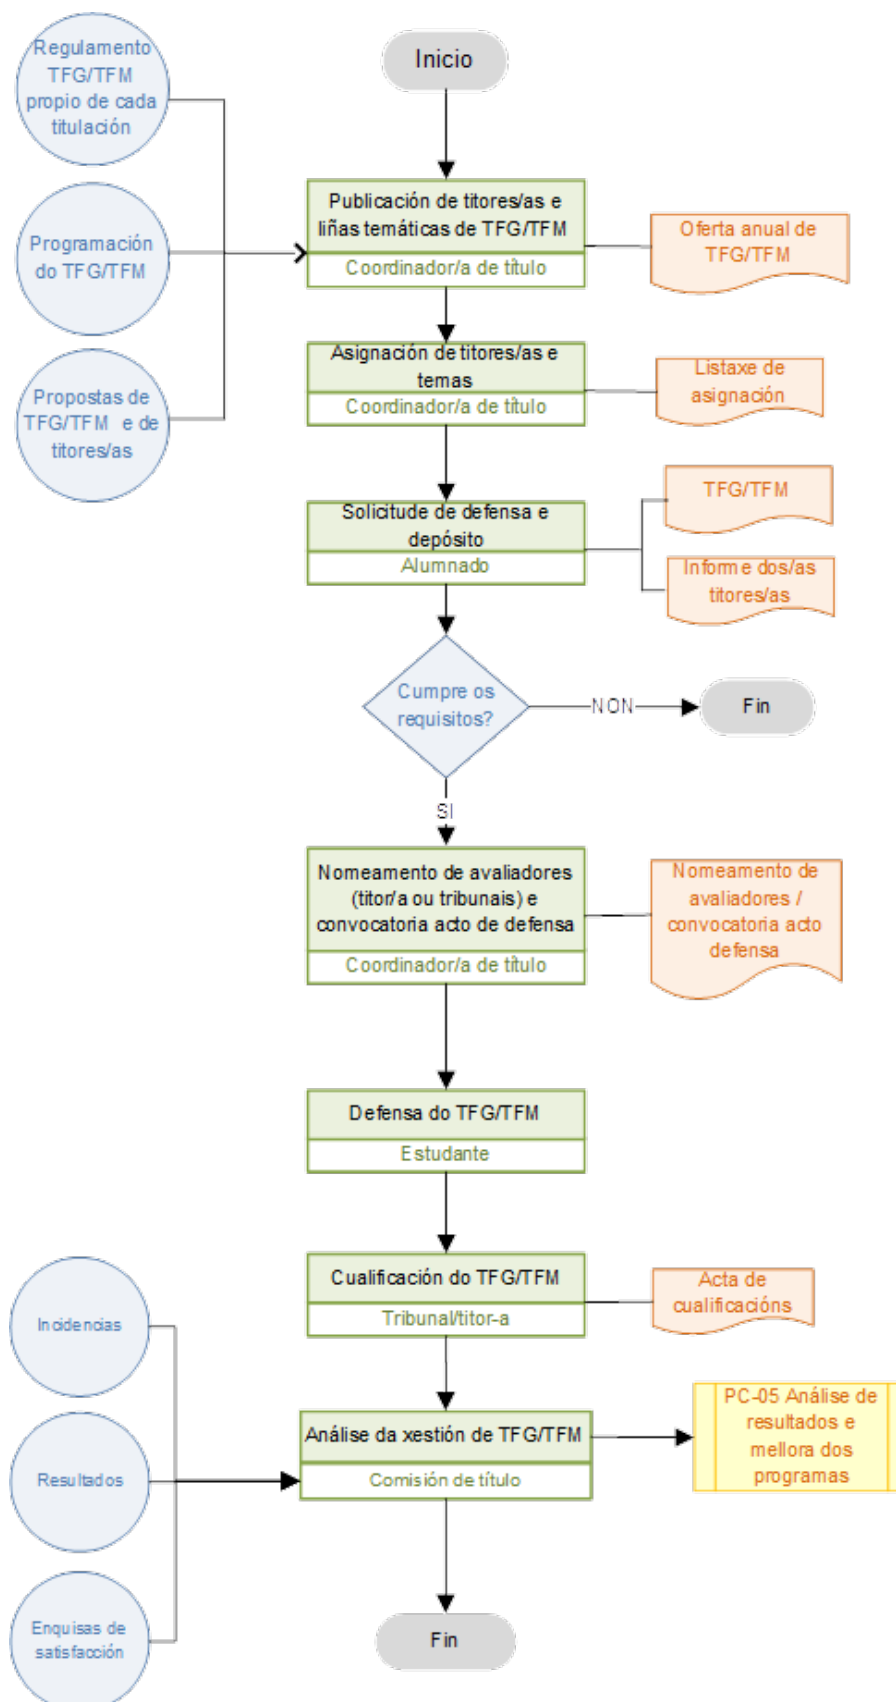 Inicio
Regulamento
TFG/TFM
propio de cada
titulación
Programación
do TFG/TFM
Propostas de
TFG/TFM e de
titores/as
Publicación de titores/as e
liñas temáticas de TFG/TFM
Coordinador/a de título
Oferta anual de
TFG/TFM
Asignación de titores/as e
temas
Coordinador/a de título
Listaxe de
asignación
Solicitude de defensa e
depósito
Alumnado
TFG/TFM
Informe dos/as
titores/as
Cumpre os
requisitos?
NON
Fin
SI
Nomeamento de avaliadores
(titor/a ou tribunais) e
convocatoria acto de defensa
Coordinador/a de título
Nomeamento de
avaliadores /
convocatoria acto
defensa
Defensa do TFG/TFM
Estudante
Cualificación do TFG/TFM
Tribunal/titor-a
Acta de
cualificacións
Incidencias
Resultados
Enquisas de
satisfacción
Análise da xestión de TFG/TFM
Comisión de título
PC-05 Análise de
resultados e
mellora dos
programas
Fin